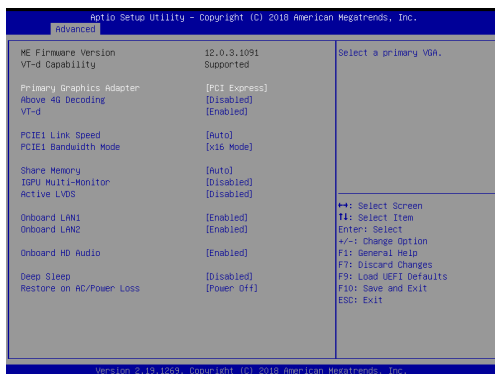 Aptio Setup Utility – Copyright (C) 2018 American Megatrends, Inc.
Advanced
ME Firmware Version 12.0.3.1091
VT-d Capability Supported
Primary Graphics Adapter [PCI Express]
Above 4G Decoding [Disabled]
VT-d [Enabled]
PCIE1 Link Speed [Auto]
PCIE1 Bandwidth Mode [x16 Mode]
Share Memory [Auto]
IGPU Multi-Monitor [Disabled]
Active LVDS [Disabled]
Onboard LAN1 [Enabled]
Onboard LAN2 [Enabled]
Onboard HD Audio [Enabled]
Deep Sleep [Disabled]
Restore on AC/Power Loss [Power Off]
Select a primary VGA.
↔: Select Screen
↑↓: Select Item
Enter: Select
+/-: Change Option
F1: General Help
F7: Discard Changes
F9: Load UEFI Defaults
F10: Save and Exit
ESC: Exit
Version 2.19.1269. Copyright (C) 2018 American Megatrends, Inc.